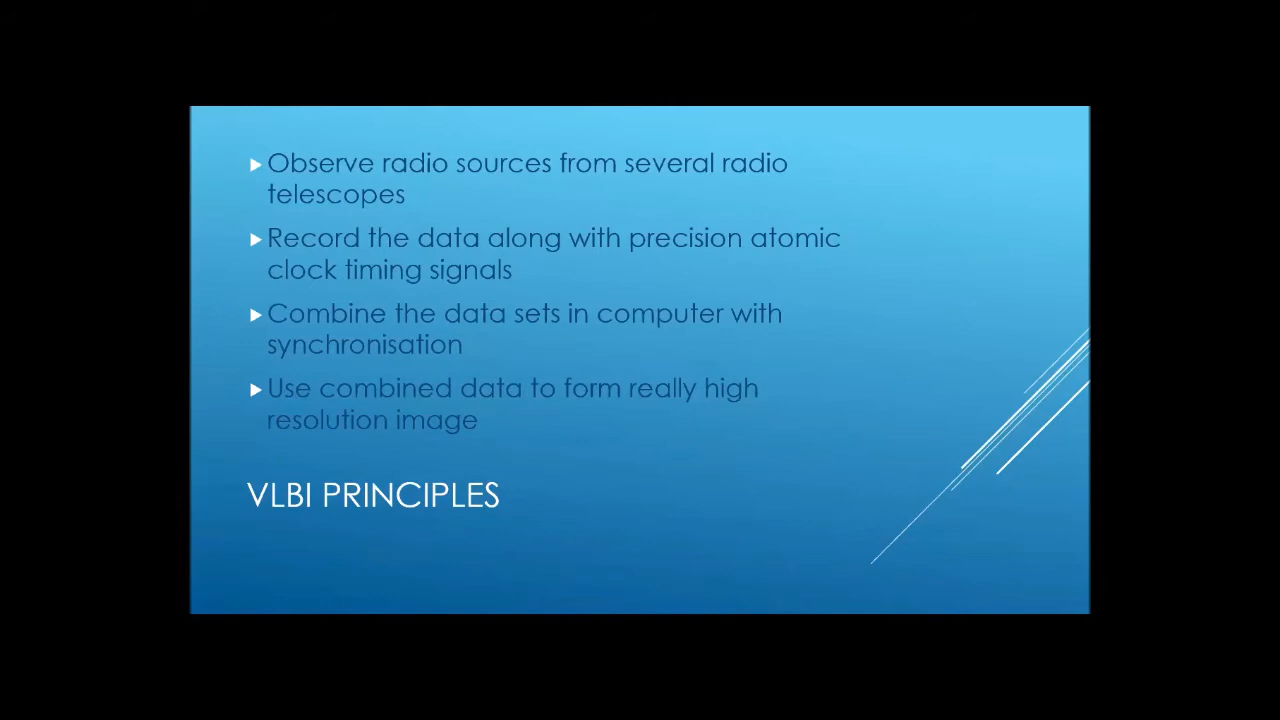 Observe radio sources from several radio
telescopes
Record the data along with precision atomic
clock timing signals
Combine the data sets in computer with
synchronisation
Use combined data to form really high
resolution image
VLBI PRINCIPLES